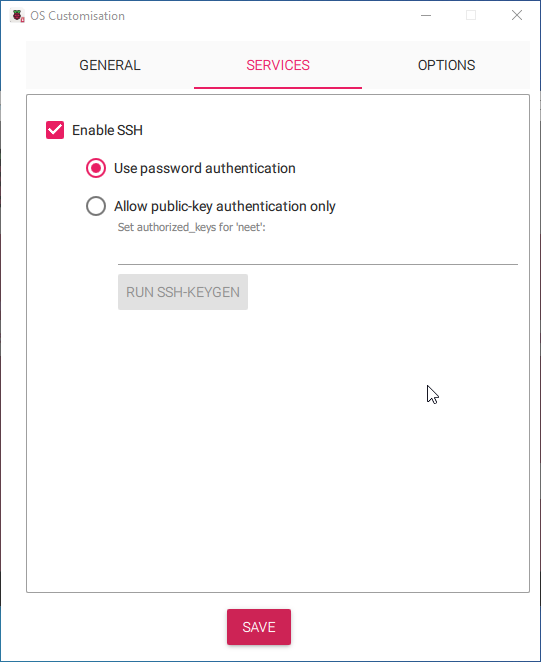 OS Customisation
GENERAL
SERVICES
OPTIONS
Enable SSH
Use password authentication
Allow public-key authentication only
Set authorized_keys for 'neet':
RUN SSH-KEYGEN
SAVE